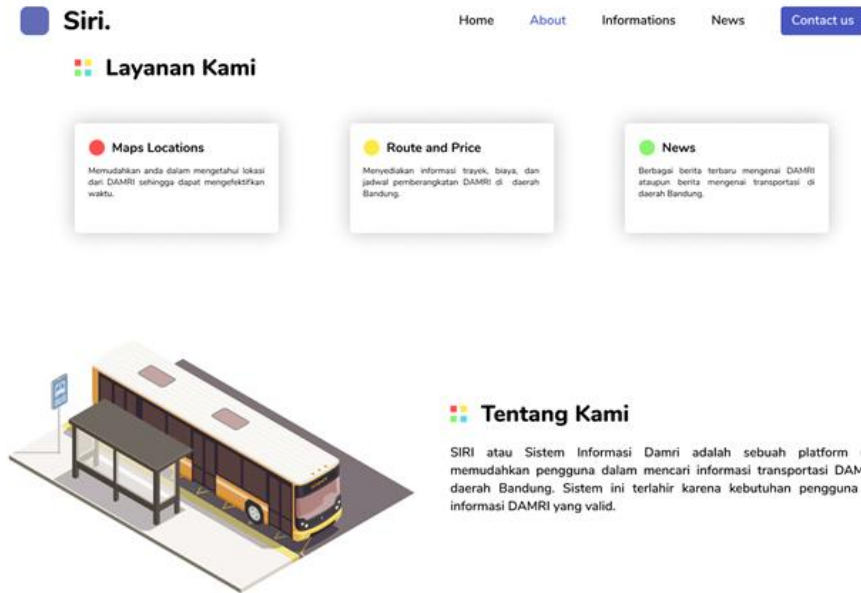 Siri.
Home About Informations News Contact us
Layanan Kami
Maps Locations
Memudahkan anda dalam mengetahui lokasi
dari DAMRI sehingga dapat mengefektifkan
waktu.
Route and Price
Menyediakan informasi trayek, biaya, dan
jadwal pemberangkatan DAMRI di daerah
Bandung.
News
Berbagai berita terbaru mengenai DAMRI
ataupun berita mengenai transportasi di
daerah Bandung.
Tentang Kami
SIRI atau Sistem Informasi Damri adalah sebuah platform
memudahkan pengguna dalam mencari informasi transportasi DAM
daerah Bandung. Sistem ini terlahir karena kebutuhan pengguna
informasi DAMRI yang valid.